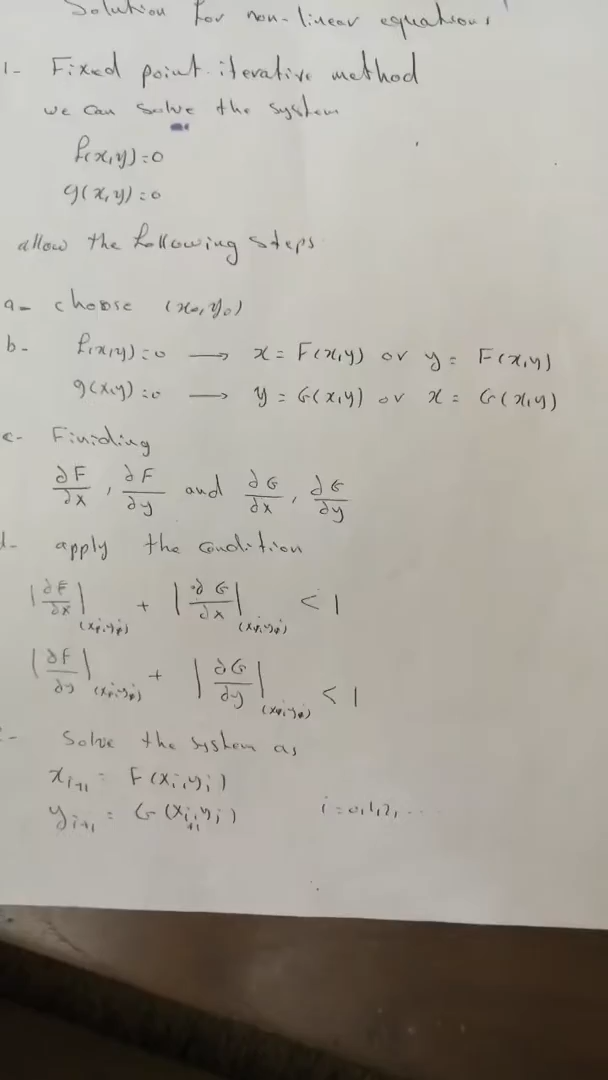 Solution for non-linear equations
1- Fixed point iterative method
we can solve the system
f(x,y)=0
g(x,y)=0
allow the following steps
a- choose (x₀,y₀)
b- f(x,y)=0 → x = F(x,y) or y = F(x,y)
g(x,y)=0 → y = G(x,y) or x = G(x,y)
c- Finiding
∂F/∂x , ∂F/∂y and ∂G/∂x , ∂G/∂y
d- apply the condition
|∂F/∂x|(xᵢ,yᵢ) + |∂G/∂x|(xᵢ,yᵢ) < 1
|∂F/∂y|(xᵢ,yᵢ) + |∂G/∂y|(xᵢ,yᵢ) < 1
Solve the system as
xᵢ₊₁ = F(xᵢ,yᵢ)
yᵢ₊₁ = G(xᵢ₊₁,yᵢ) i=0,1,2,...